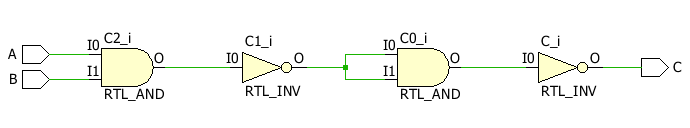 A
B
C2_i
I0
I1
O
RTL_AND
C1_i
I0
O
RTL_INV
C0_i
I0
I1
O
RTL_AND
C_i
I0
O
RTL_INV
C